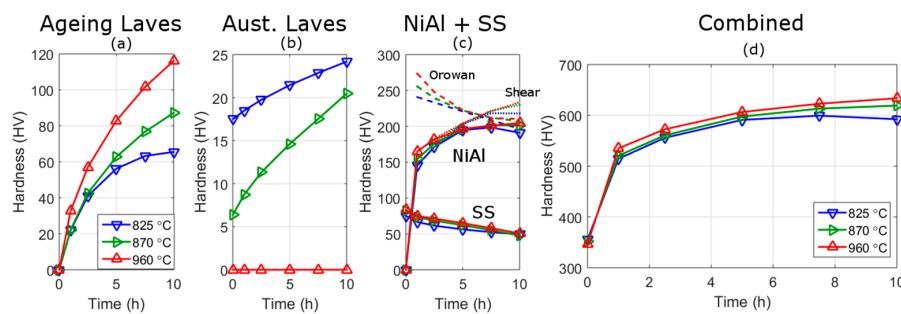 Ageing Laves
(a)
120
100
80
60
40
20
0
Hardness (HV)
825 °C
870 °C
960 °C
0
5
10
Time (h)
Aust. Laves
(b)
25
20
15
10
5
0
Hardness (HV)
0
5
10
Time (h)
NiAl + SS
(c)
300
250
200
150
100
50
0
Hardness (HV)
Orowan
Shear
NiAl
SS
0
5
10
Time (h)
Combined
(d)
700
600
500
400
300
Hardness (HV)
825 °C
870 °C
960 °C
0
2
4
6
8
10
Time (h)